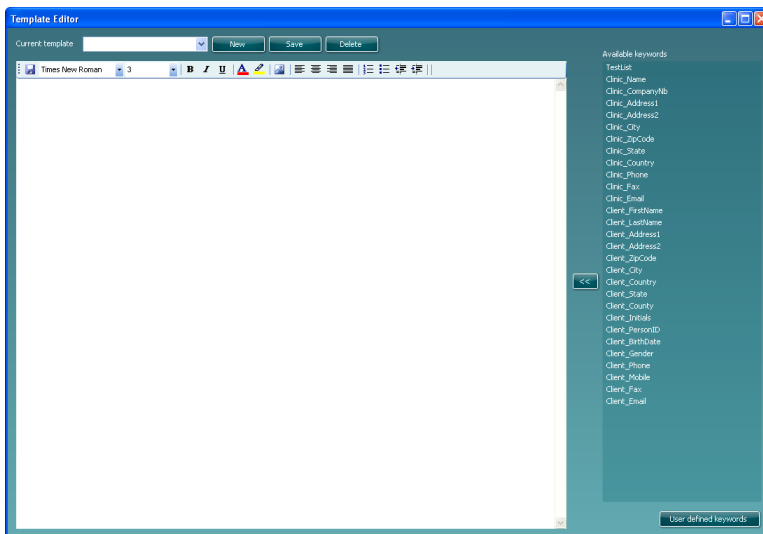 Template Editor
Current template New Save Delete
Available keywords
Times New Roman 3 B I U A
TestList
Clinic_Name
Clinic_CompanyNb
Clinic_Address1
Clinic_Address2
Clinic_City
Clinic_ZipCode
Clinic_State
Clinic_Country
Clinic_Phone
Clinic_Fax
Clinic_Email
Client_FirstName
Client_LastName
Client_Address1
Client_Address2
Client_ZipCode
Client_City
<< Client_Country
Client_State
Client_County
Client_Initials
Client_PersonID
Client_BirthDate
Client_Gender
Client_Phone
Client_Mobile
Client_Fax
Client_Email
User defined keywords